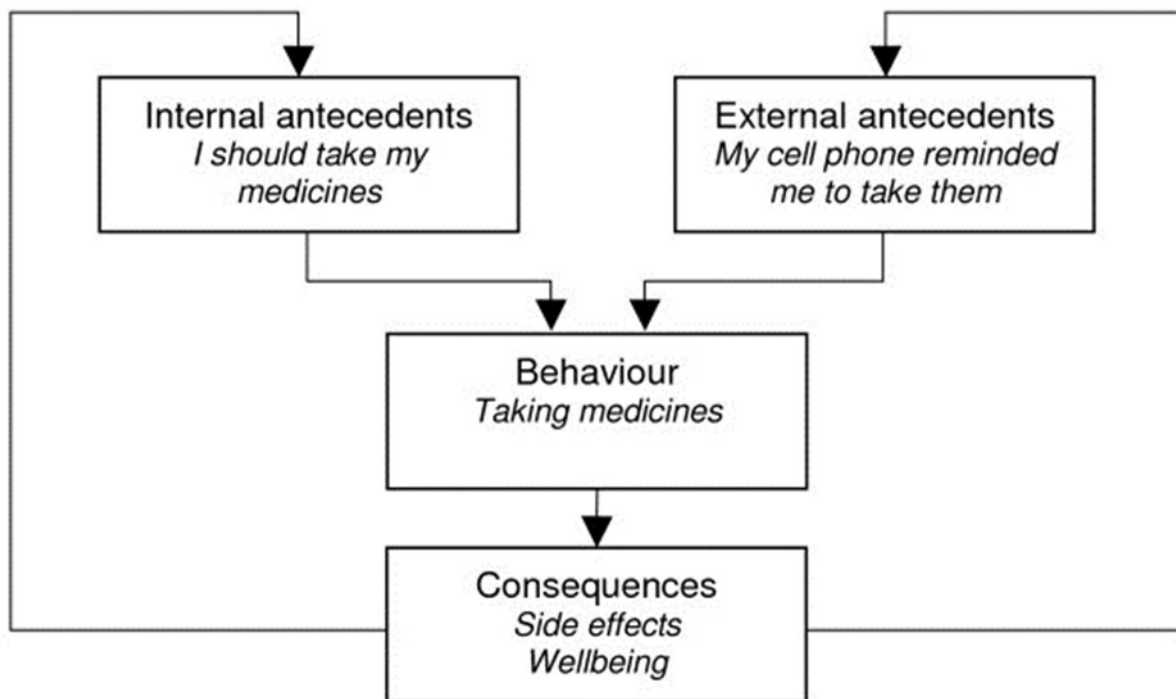 Internal antecedents
I should take my
medicines
External antecedents
My cell phone reminded
me to take them
Behaviour
Taking medicines
Consequences
Side effects
Wellbeing